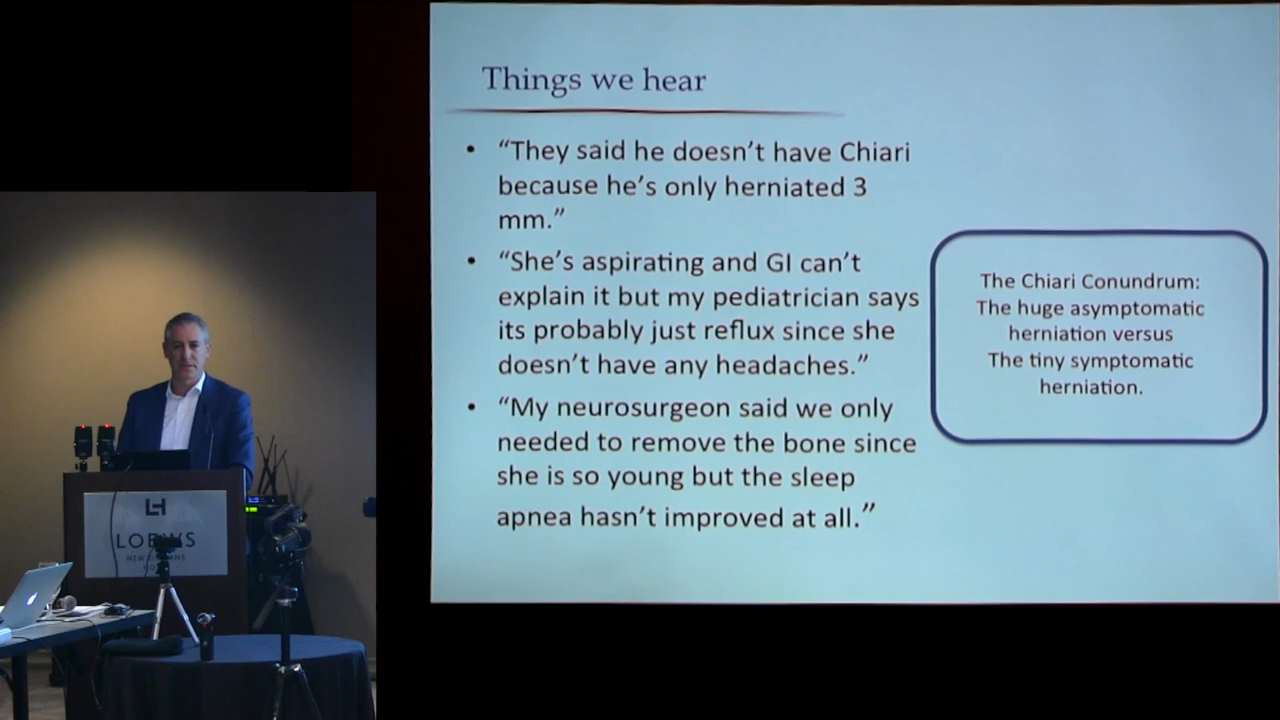 Things we hear
• “They said he doesn’t have Chiari
because he’s only herniated 3
mm.”
• “She’s aspirating and GI can’t
explain it but my pediatrician says
its probably just reflux since she
doesn’t have any headaches.”
• “My neurosurgeon said we only
needed to remove the bone since
she is so young but the sleep
apnea hasn’t improved at all.”
The Chiari Conundrum:
The huge asymptomatic
herniation versus
The tiny symptomatic
herniation.
LOEWS
NEW ORLEANS